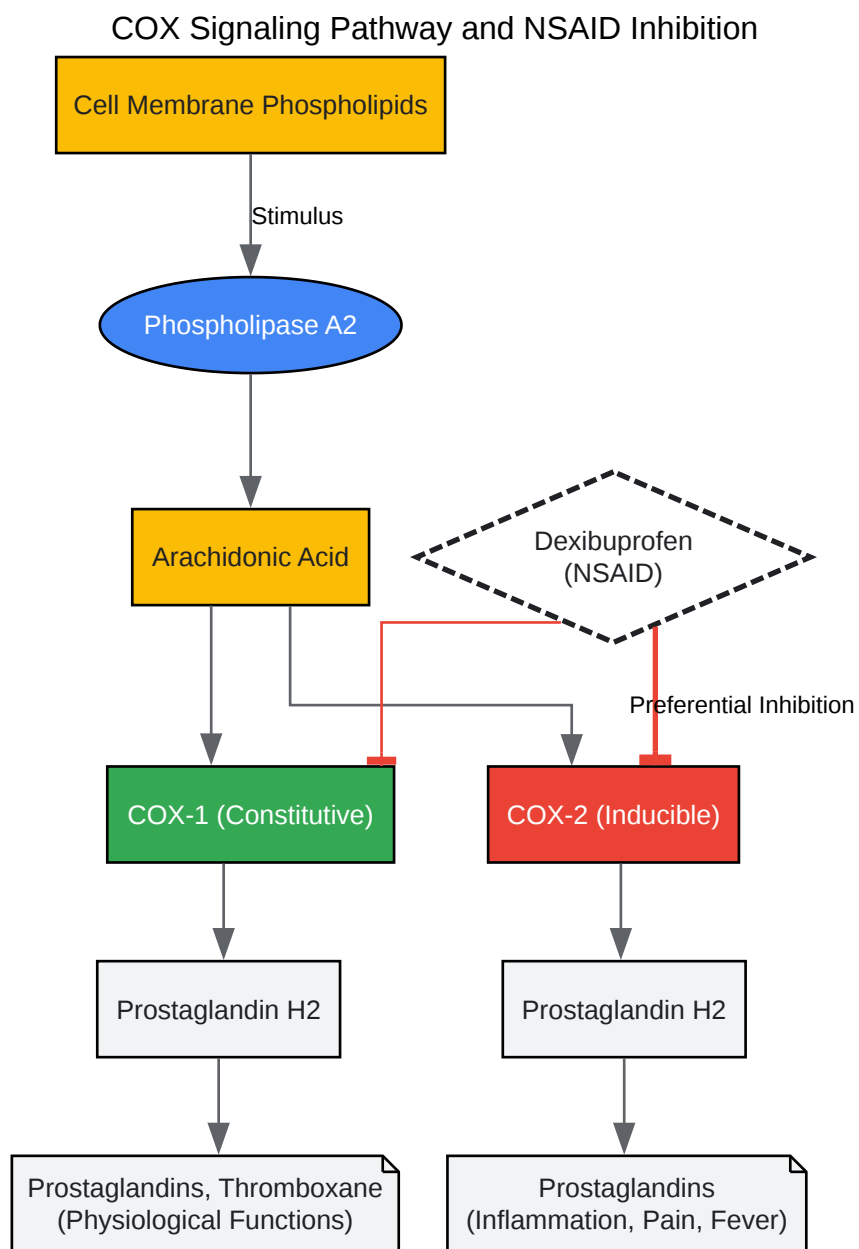 COX Signaling Pathway and NSAID Inhibition
Cell Membrane Phospholipids
Stimulus
Phospholipase A2
Arachidonic Acid
Dexibuprofen
(NSAID)
Preferential Inhibition
COX-1 (Constitutive)
COX-2 (Inducible)
Prostaglandin H2
Prostaglandin H2
Prostaglandins, Thromboxane
(Physiological Functions)
Prostaglandins
(Inflammation, Pain, Fever)